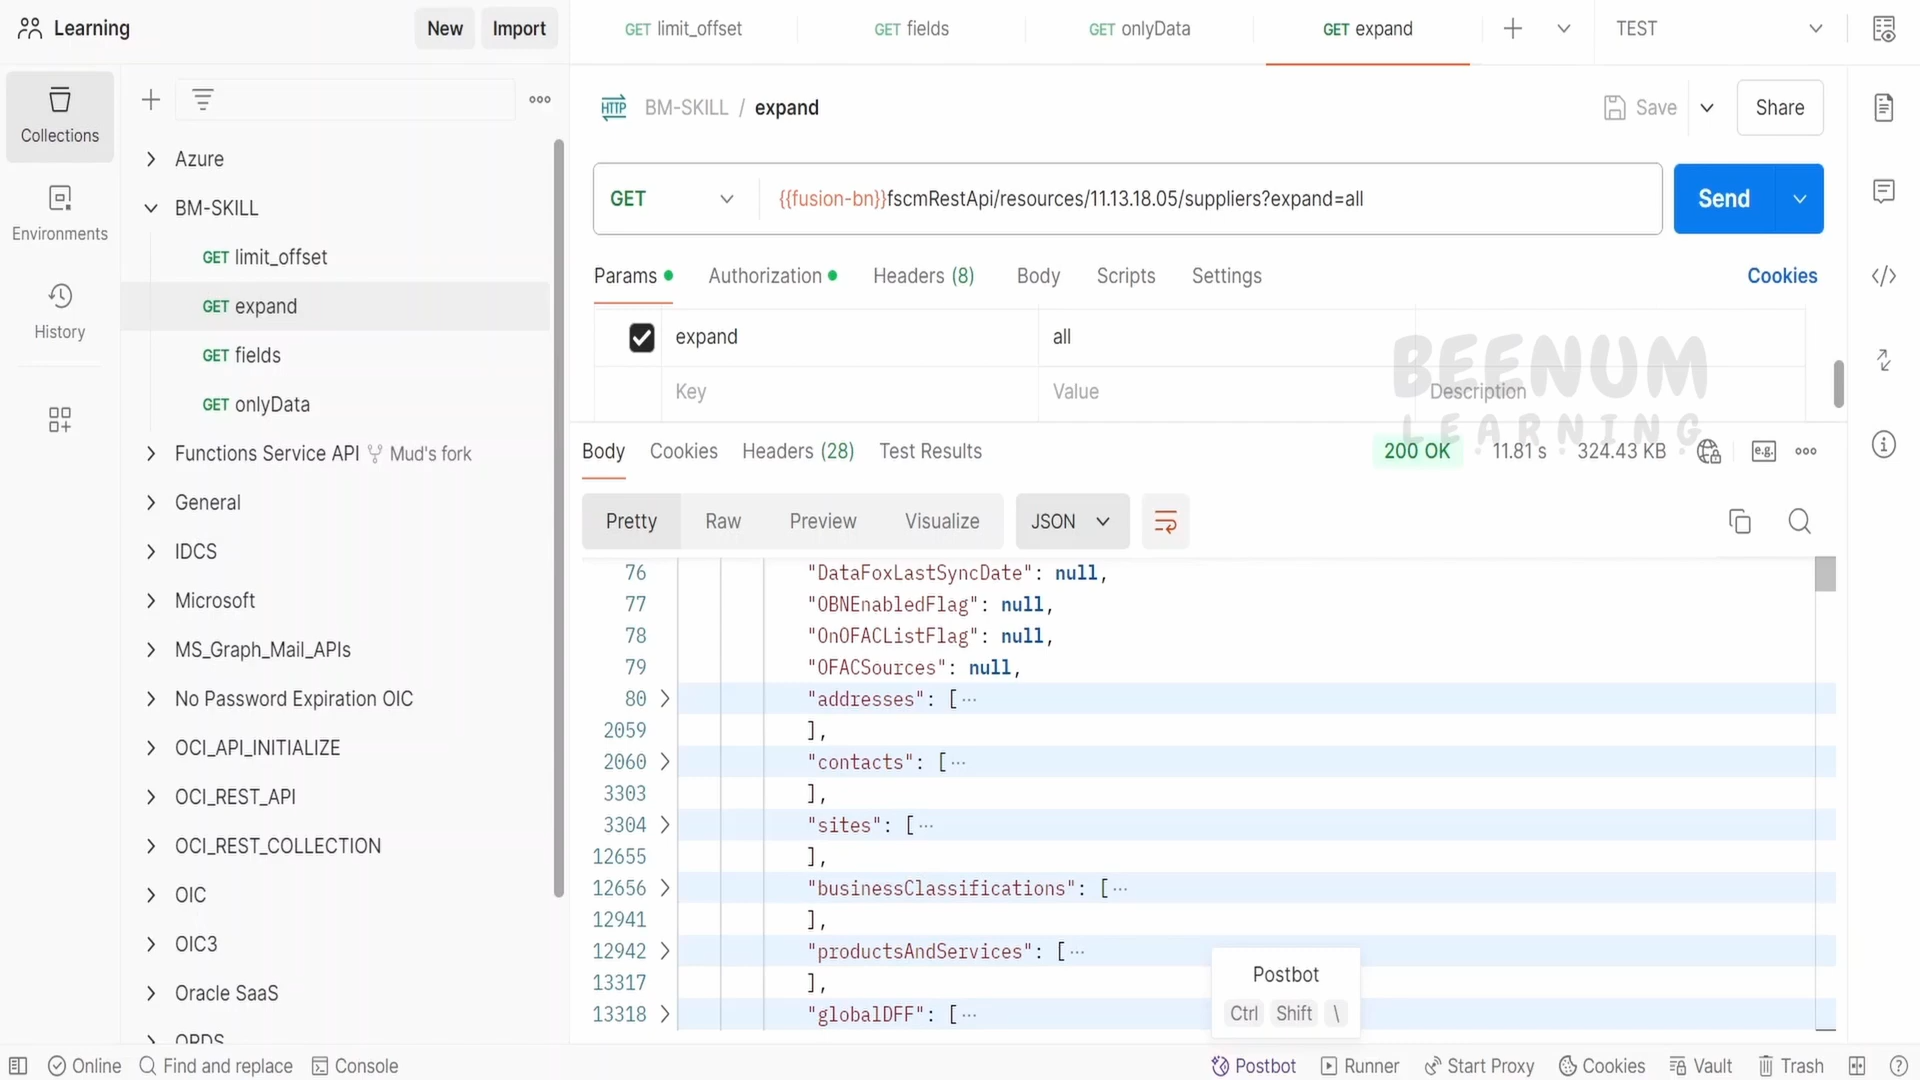 Learning
New
Import
GET limit_offset
GET fields
GET onlyData
GET expand
TEST
Collections
Environments
History
Azure
BM-SKILL
GET limit_offset
GET expand
GET fields
GET onlyData
Functions Service API Mud's fork
General
IDCS
Microsoft
MS_Graph_Mail_APIs
No Password Expiration OIC
OCI_API_INITIALIZE
OCI_REST_API
OCI_REST_COLLECTION
OIC
OIC3
Oracle SaaS
ORDS
HTTP BM-SKILL / expand
Save
Share
GET {{fusion-bn}}fscmRestApi/resources/11.13.18.05/suppliers?expand=all
Send
Params Authorization Headers (8) Body Scripts Settings Cookies
expand all
Key Value Description
BEENUM
LEARNING
Body Cookies Headers (28) Test Results 200 OK 11.81 s 324.43 KB e.g.
Pretty Raw Preview Visualize JSON
76 "DataFoxLastSyncDate": null,
77 "OBNEnabledFlag": null,
78 "OnOFACListFlag": null,
79 "OFACSources": null,
80 "addresses": [...
2059 ],
2060 "contacts": [...
3303 ],
3304 "sites": [...
12655 ],
12656 "businessClassifications": [...
12941 ],
12942 "productsAndServices": [...
13317 ],
13318 "globalDFF": [...
Postbot
Ctrl Shift \
Online Find and replace Console Postbot Runner Start Proxy Cookies Vault Trash